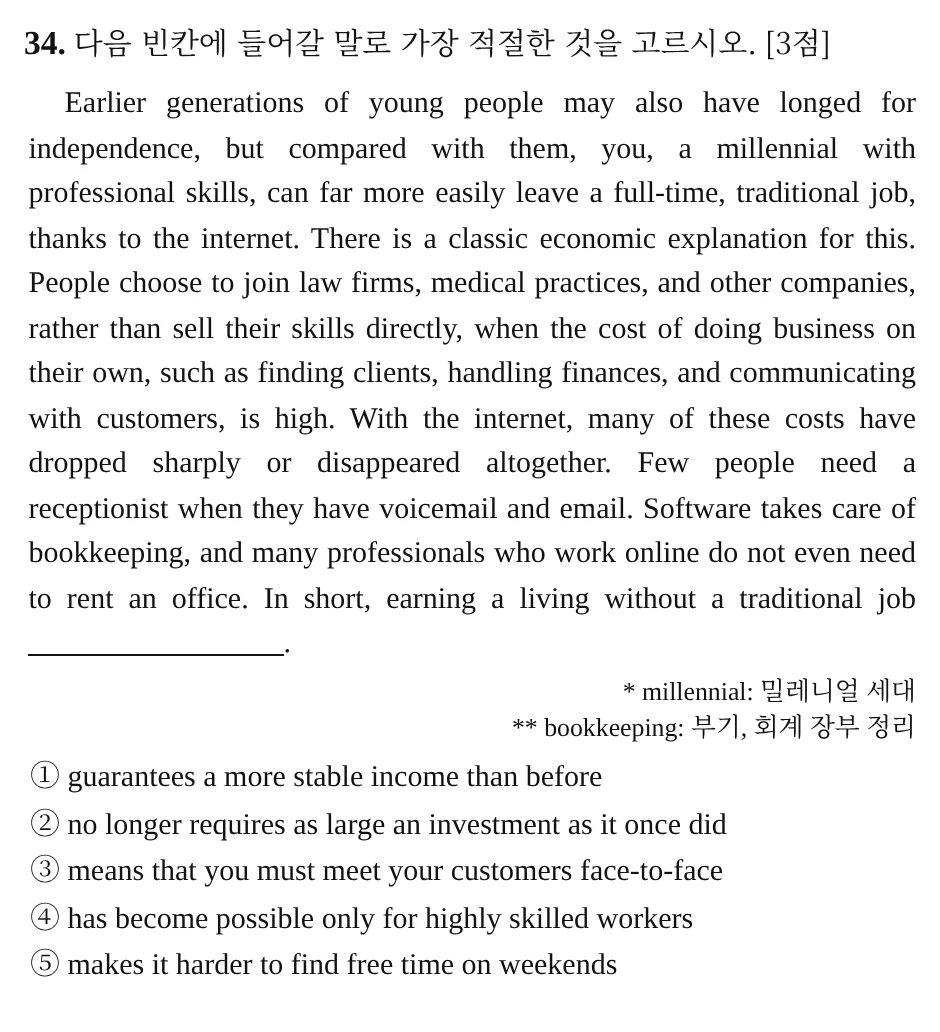 34. 다음 빈칸에 들어갈 말로 가장 적절한 것을 고르시오. [3점]
Earlier generations of young people may also have longed for
independence, but compared with them, you, a millennial with
professional skills, can far more easily leave a full-time, traditional job,
thanks to the internet. There is a classic economic explanation for this.
People choose to join law firms, medical practices, and other companies,
rather than sell their skills directly, when the cost of doing business on
their own, such as finding clients, handling finances, and communicating
with customers, is high. With the internet, many of these costs have
dropped sharply or disappeared altogether. Few people need a
receptionist when they have voicemail and email. Software takes care of
bookkeeping, and many professionals who work online do not even need
to rent an office. In short, earning a living without a traditional job
.
* millennial: 밀레니얼 세대
** bookkeeping: 부기, 회계 장부 정리
① guarantees a more stable income than before
② no longer requires as large an investment as it once did
③ means that you must meet your customers face-to-face
④ has become possible only for highly skilled workers
⑤ makes it harder to find free time on weekends